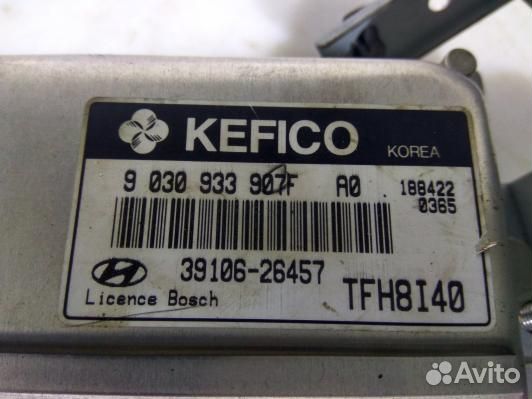 KEFICO KOREA
9 030 933 907F A0 188422
0365
39106-26457
Licence Bosch TFH8I40
Avito